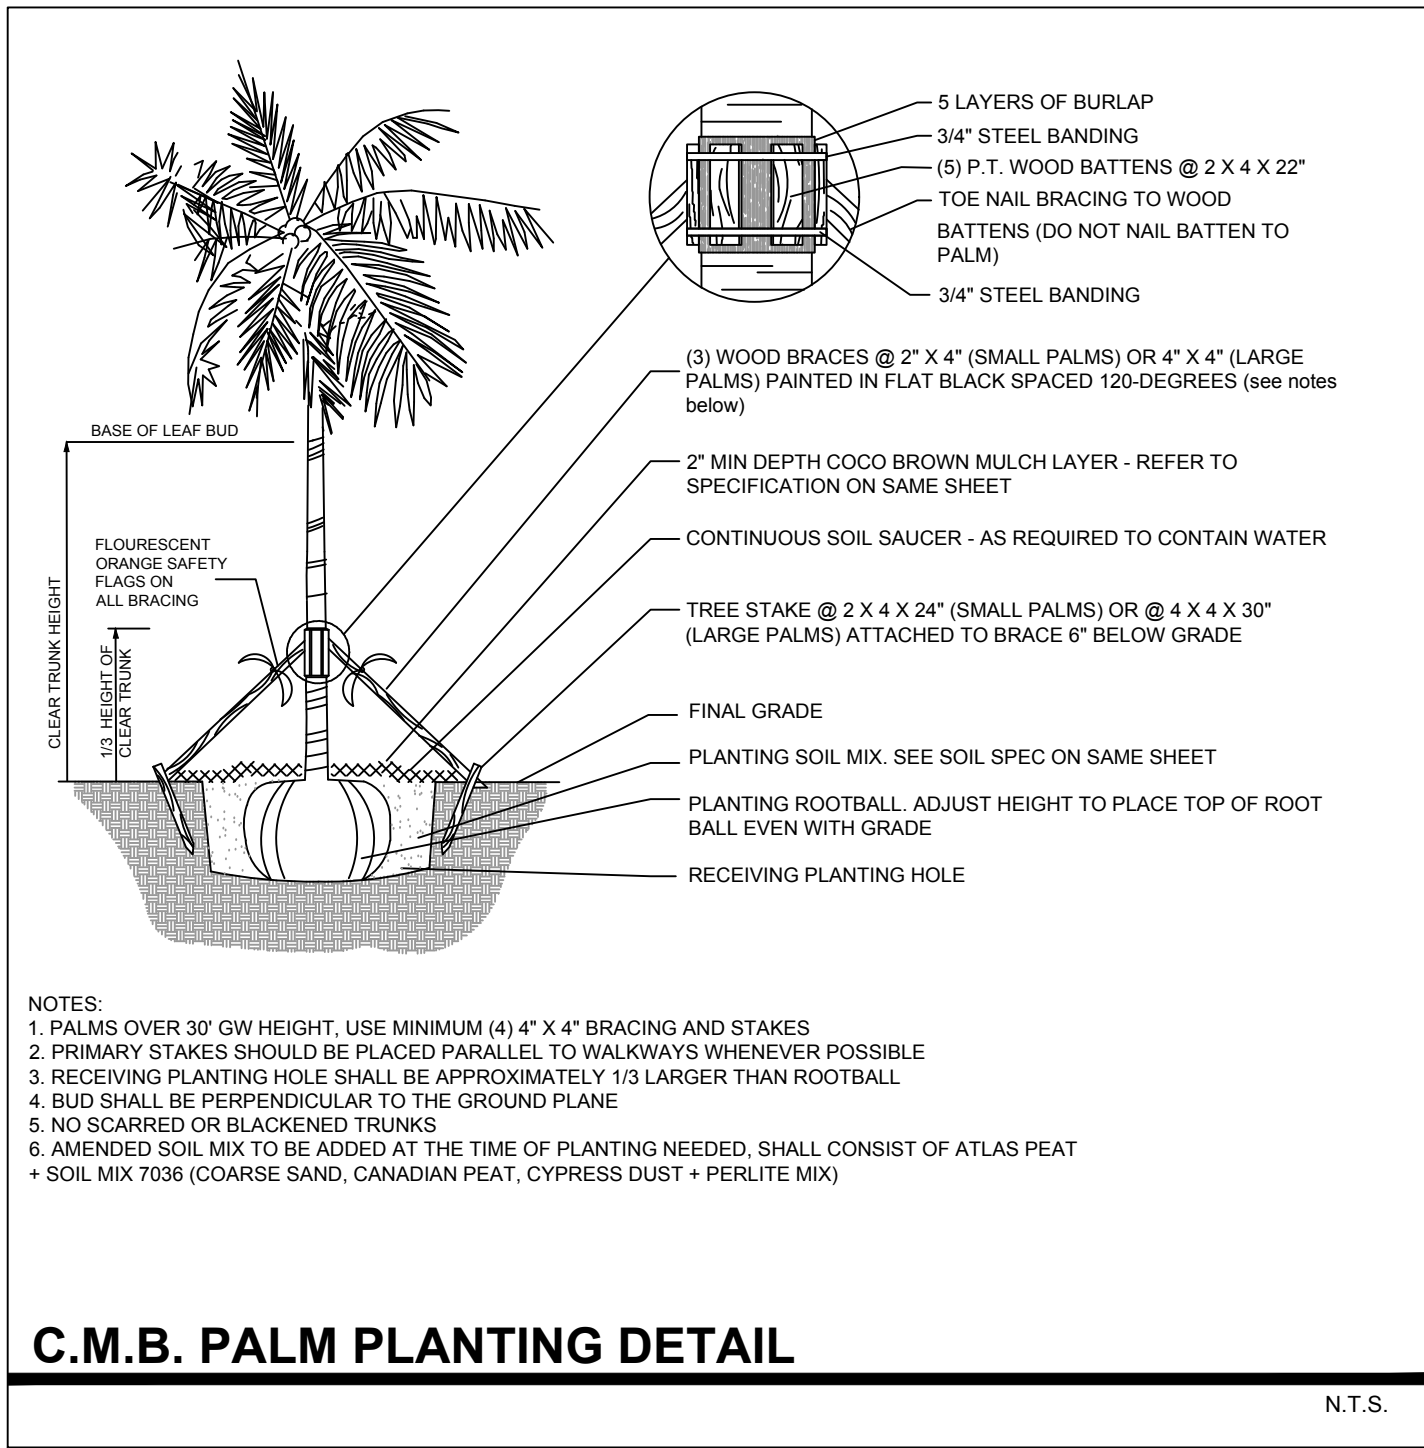 5 LAYERS OF BURLAP
3/4" STEEL BANDING
(5) P.T. WOOD BATTENS @ 2 X 4 X 22"
TOE NAIL BRACING TO WOOD
BATTENS (DO NOT NAIL BATTEN TO
PALM)
3/4" STEEL BANDING
(3) WOOD BRACES @ 2" X 4" (SMALL PALMS) OR 4" X 4" (LARGE
PALMS) PAINTED IN FLAT BLACK SPACED 120-DEGREES (see notes
below)
BASE OF LEAF BUD
2" MIN DEPTH COCO BROWN MULCH LAYER - REFER TO
SPECIFICATION ON SAME SHEET
CONTINUOUS SOIL SAUCER - AS REQUIRED TO CONTAIN WATER
FLOURESCENT
ORANGE SAFETY
FLAGS ON
ALL BRACING
CLEAR TRUNK HEIGHT
1/3 HEIGHT OF
CLEAR TRUNK
TREE STAKE @ 2 X 4 X 24" (SMALL PALMS) OR @ 4 X 4 X 30"
(LARGE PALMS) ATTACHED TO BRACE 6" BELOW GRADE
FINAL GRADE
PLANTING SOIL MIX. SEE SOIL SPEC ON SAME SHEET
PLANTING ROOTBALL. ADJUST HEIGHT TO PLACE TOP OF ROOT
BALL EVEN WITH GRADE
RECEIVING PLANTING HOLE
NOTES:
1. PALMS OVER 30' GW HEIGHT, USE MINIMUM (4) 4" X 4" BRACING AND STAKES
2. PRIMARY STAKES SHOULD BE PLACED PARALLEL TO WALKWAYS WHENEVER POSSIBLE
3. RECEIVING PLANTING HOLE SHALL BE APPROXIMATELY 1/3 LARGER THAN ROOTBALL
4. BUD SHALL BE PERPENDICULAR TO THE GROUND PLANE
5. NO SCARRED OR BLACKENED TRUNKS
6. AMENDED SOIL MIX TO BE ADDED AT THE TIME OF PLANTING NEEDED, SHALL CONSIST OF ATLAS PEAT
+ SOIL MIX 7036 (COARSE SAND, CANADIAN PEAT, CYPRESS DUST + PERLITE MIX)
C.M.B. PALM PLANTING DETAIL
N.T.S.